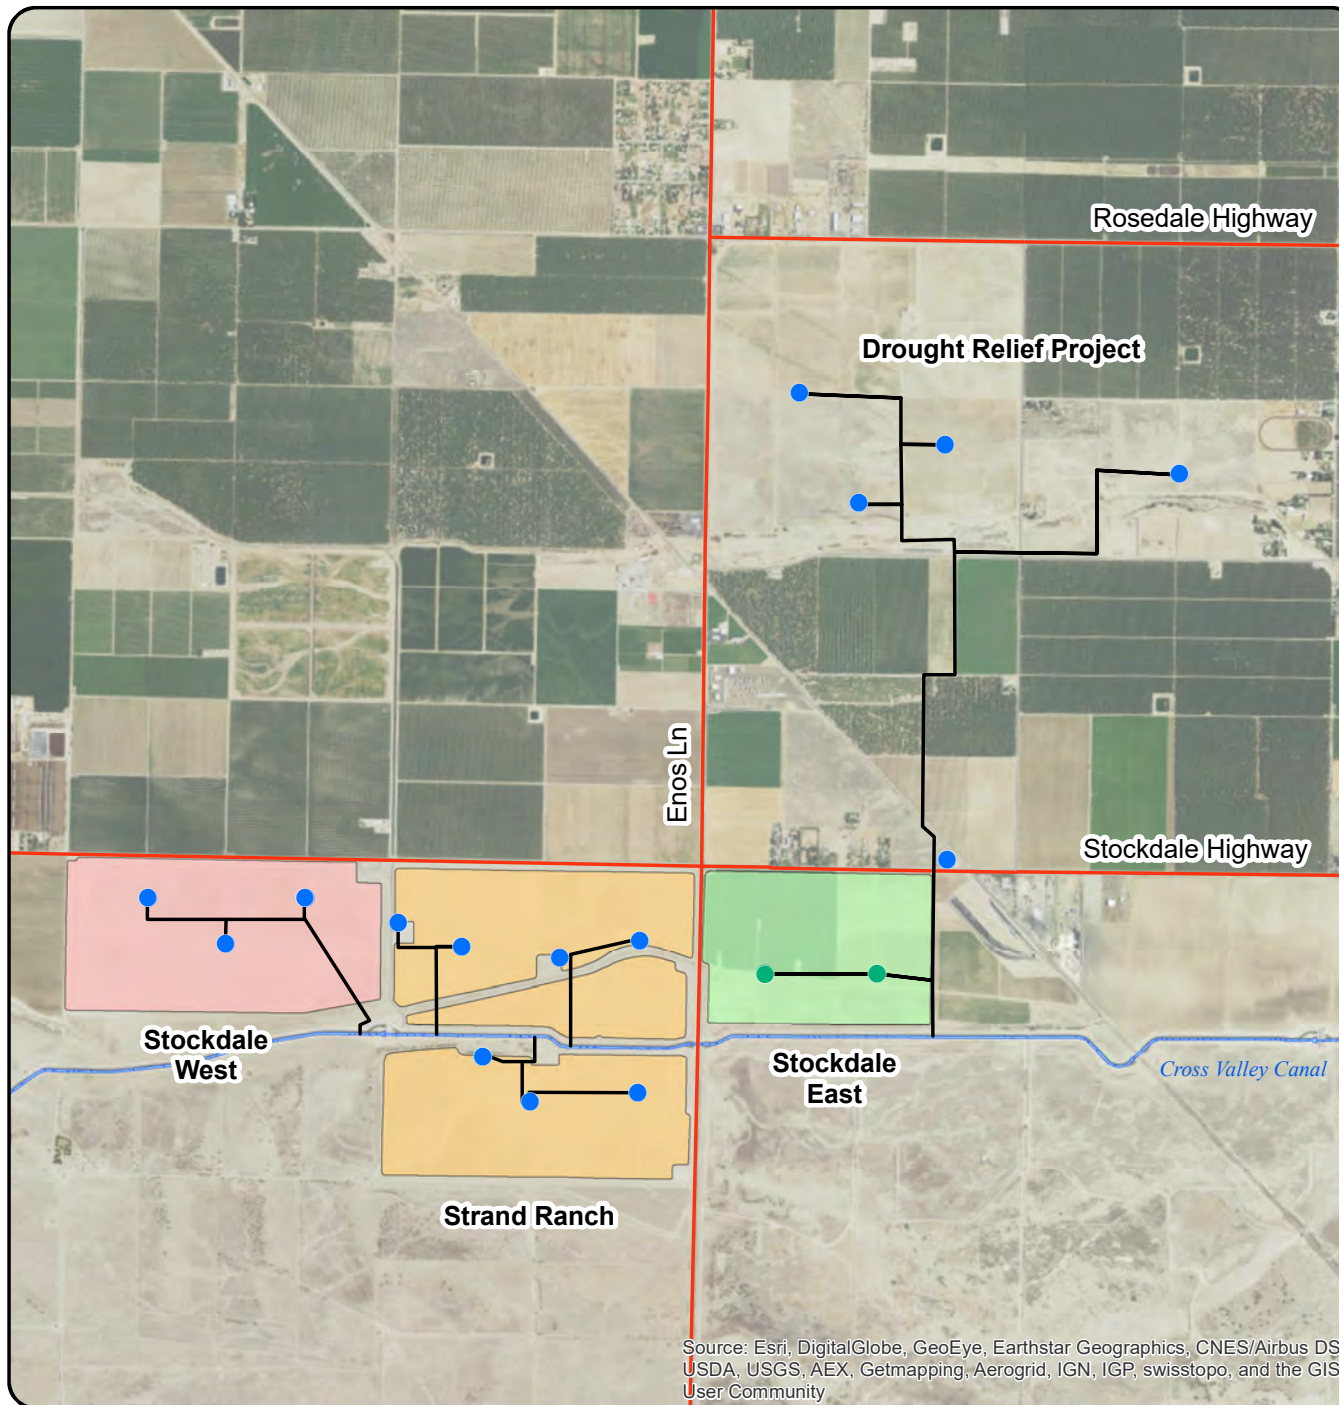 Rosedale Highway
Drought Relief Project
Enos Ln
Stockdale Highway
Stockdale
West
Stockdale
East
Cross Valley Canal
Strand Ranch
Source: Esri, DigitalGlobe, GeoEye, Earthstar Geographics, CNES/Airbus DS
USDA, USGS, AEX, Getmapping, Aerogrid, IGN, IGP, swisstopo, and the GIS
User Community